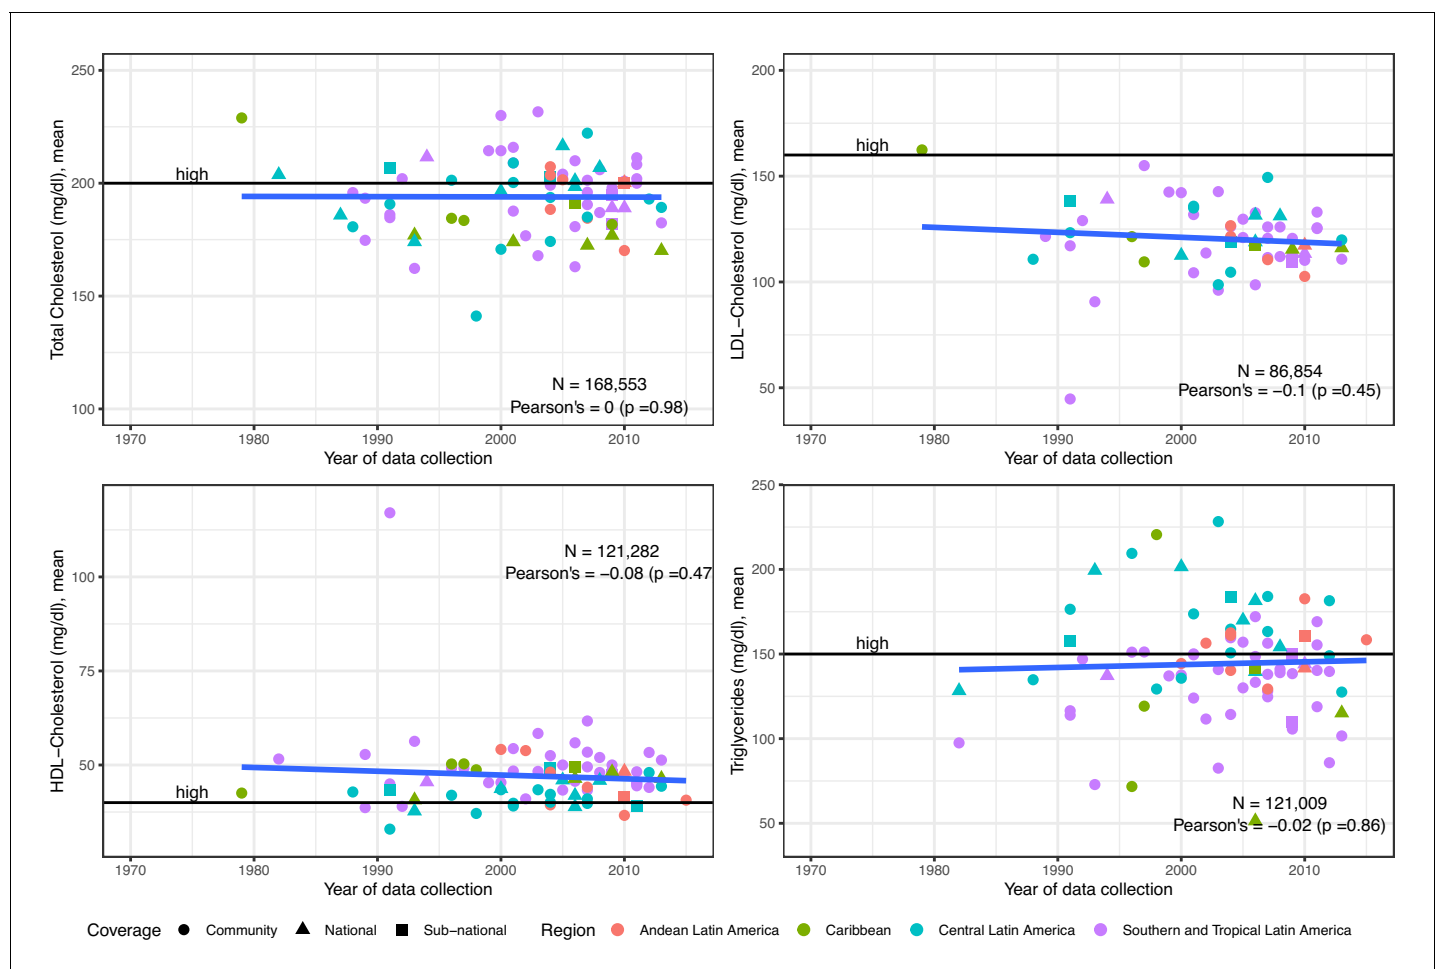 250
200
150
100
Total Cholesterol (mg/dl), mean
high
N = 168,553
Pearson's = 0 (p =0.98)
1970 1980 1990 2000 2010
Year of data collection
200
150
100
50
LDL−Cholesterol (mg/dl), mean
high
N = 86,854
Pearson's = −0.1 (p =0.45)
1970 1980 1990 2000 2010
Year of data collection
100
75
50
HDL−Cholesterol (mg/dl), mean
N = 121,282
Pearson's = −0.08 (p =0.47
high
1970 1980 1990 2000 2010
Year of data collection
250
200
150
100
50
Triglycerides (mg/dl), mean
high
N = 121,009
Pearson's = −0.02 (p =0.86)
1970 1980 1990 2000 2010
Year of data collection
Coverage Community National Sub−national Region Andean Latin America Caribbean Central Latin America Southern and Tropical Latin America